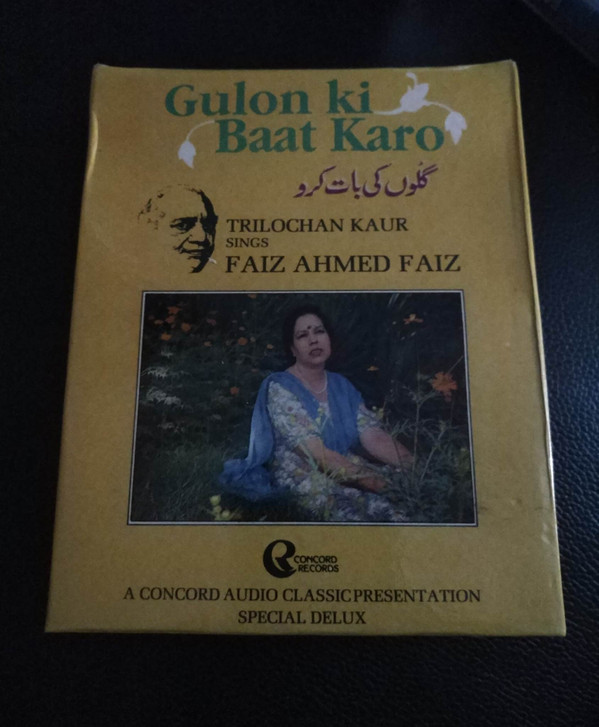 Gulon ki
Baat Karo
گلوں کی بات کرو
TRILOCHAN KAUR
SINGS
FAIZ AHMED FAIZ
CONCORD
RECORDS
A CONCORD AUDIO CLASSIC PRESENTATION
SPECIAL DELUX